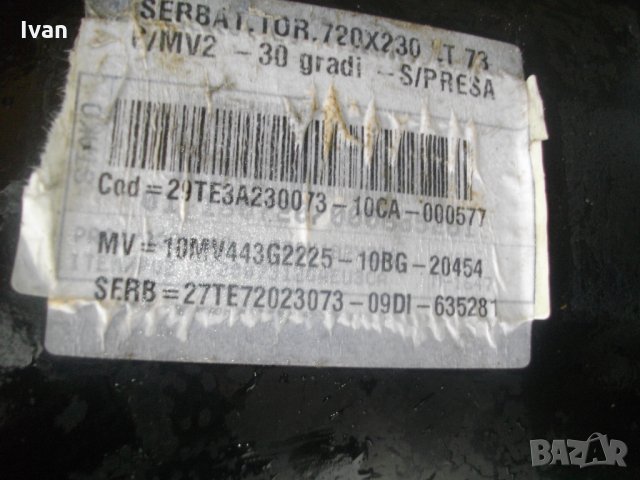 Ivan
SERBAT.TOR.720X230 LT 73
P/MV2 -30 gradi --S/PRESA
Cod=29TE3A230073-10CA-000577
MV=10MV443G2225-10BG-20454
SERB=27TE72023073-09DI-635281
BAZAR